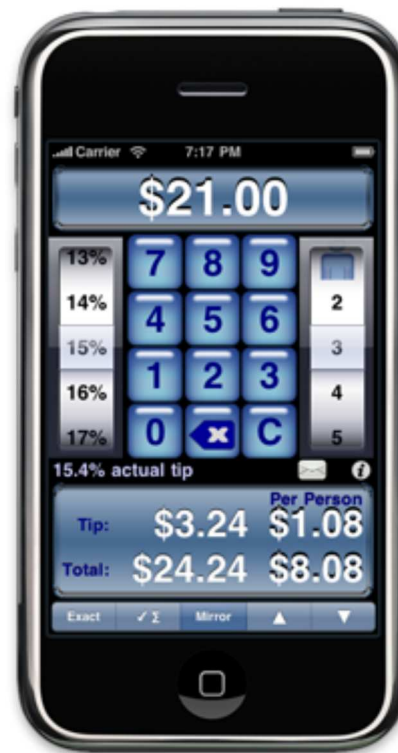 Carrier 7:17 PM
$21.00
13% 7 8 9
14% 4 5 6 2
15% 3
16% 1 2 3 4
17% 0 X C 5
15.4% actual tip
Per Person
Tip: $3.24 $1.08
Total: $24.24 $8.08
Exact ✓ Σ Mirror ▲ ▼